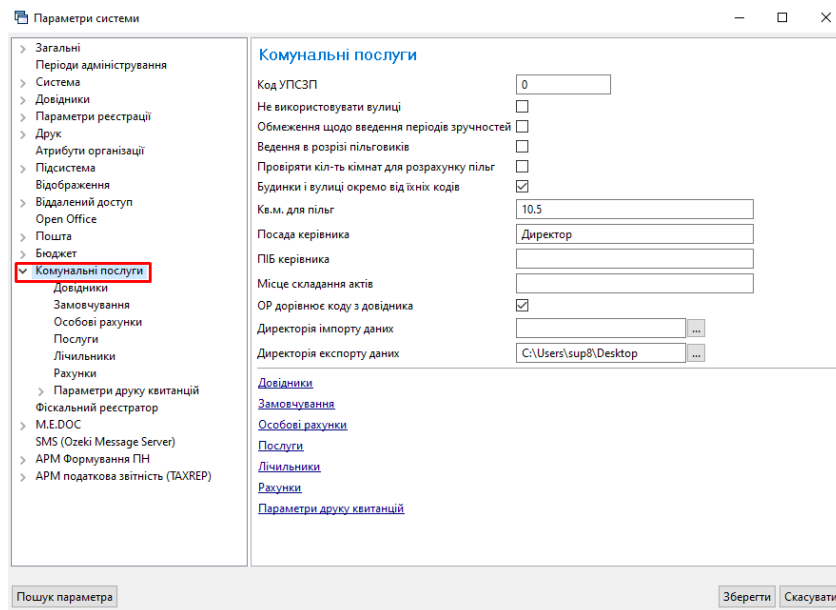 Параметри системи
Загальні
Періоди адміністрування
Система
Довідники
Параметри реєстрації
Друк
Атрибути організації
Підсистема
Відображення
Віддалений доступ
Open Office
Пошта
Бюджет
Комунальні послуги
Довідники
Замовчування
Особові рахунки
Послуги
Лічильники
Рахунки
Параметри друку квитанцій
Фіскальний реєстратор
M.E.DOC
SMS (Ozeki Message Server)
АРМ Формування ПН
АРМ податкова звітність (TAXREP)
Комунальні послуги
Код УПСЗП 0
Не використовувати вулиці
Обмеження щодо введення періодів зручностей
Ведення в розрізі пільговиків
Провіряти кіл-ть кімнат для розрахунку пільг
Будинки і вулиці окремо від їхніх кодів
Кв.м. для пільг 10.5
Посада керівника Директор
ПІБ керівника
Місце складання актів
ОР дорівнює коду з довідника
Директорія імпорту даних ...
Директорія експорту даних C:\Users\sup8\Desktop ...
Довідники
Замовчування
Особові рахунки
Послуги
Лічильники
Рахунки
Параметри друку квитанцій
Пошук параметра
Зберегти Скасувати